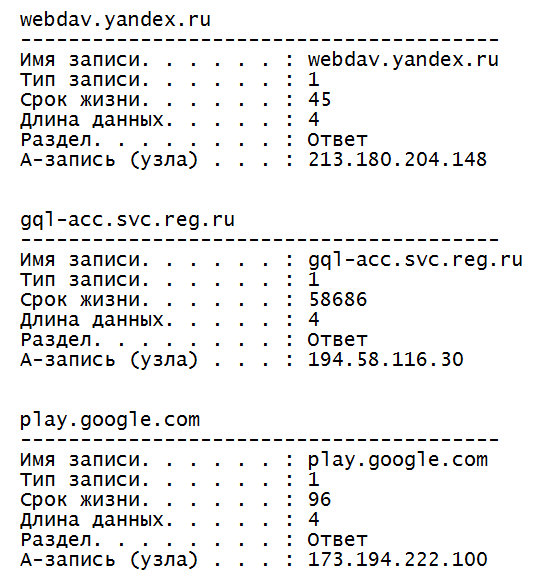 webdav.yandex.ru
----------------------------------------
Имя записи. . . . . . : webdav.yandex.ru
Тип записи. . . . . . : 1
Срок жизни. . . . . . : 45
Длина данных. . . . . : 4
Раздел. . . . . . . . : Ответ
А-запись (узла) . . . : 213.180.204.148
gql-acc.svc.reg.ru
----------------------------------------
Имя записи. . . . . . : gql-acc.svc.reg.ru
Тип записи. . . . . . : 1
Срок жизни. . . . . . : 58686
Длина данных. . . . . : 4
Раздел. . . . . . . . : Ответ
А-запись (узла) . . . : 194.58.116.30
play.google.com
----------------------------------------
Имя записи. . . . . . : play.google.com
Тип записи. . . . . . : 1
Срок жизни. . . . . . : 96
Длина данных. . . . . : 4
Раздел. . . . . . . . : Ответ
А-запись (узла) . . . : 173.194.222.100